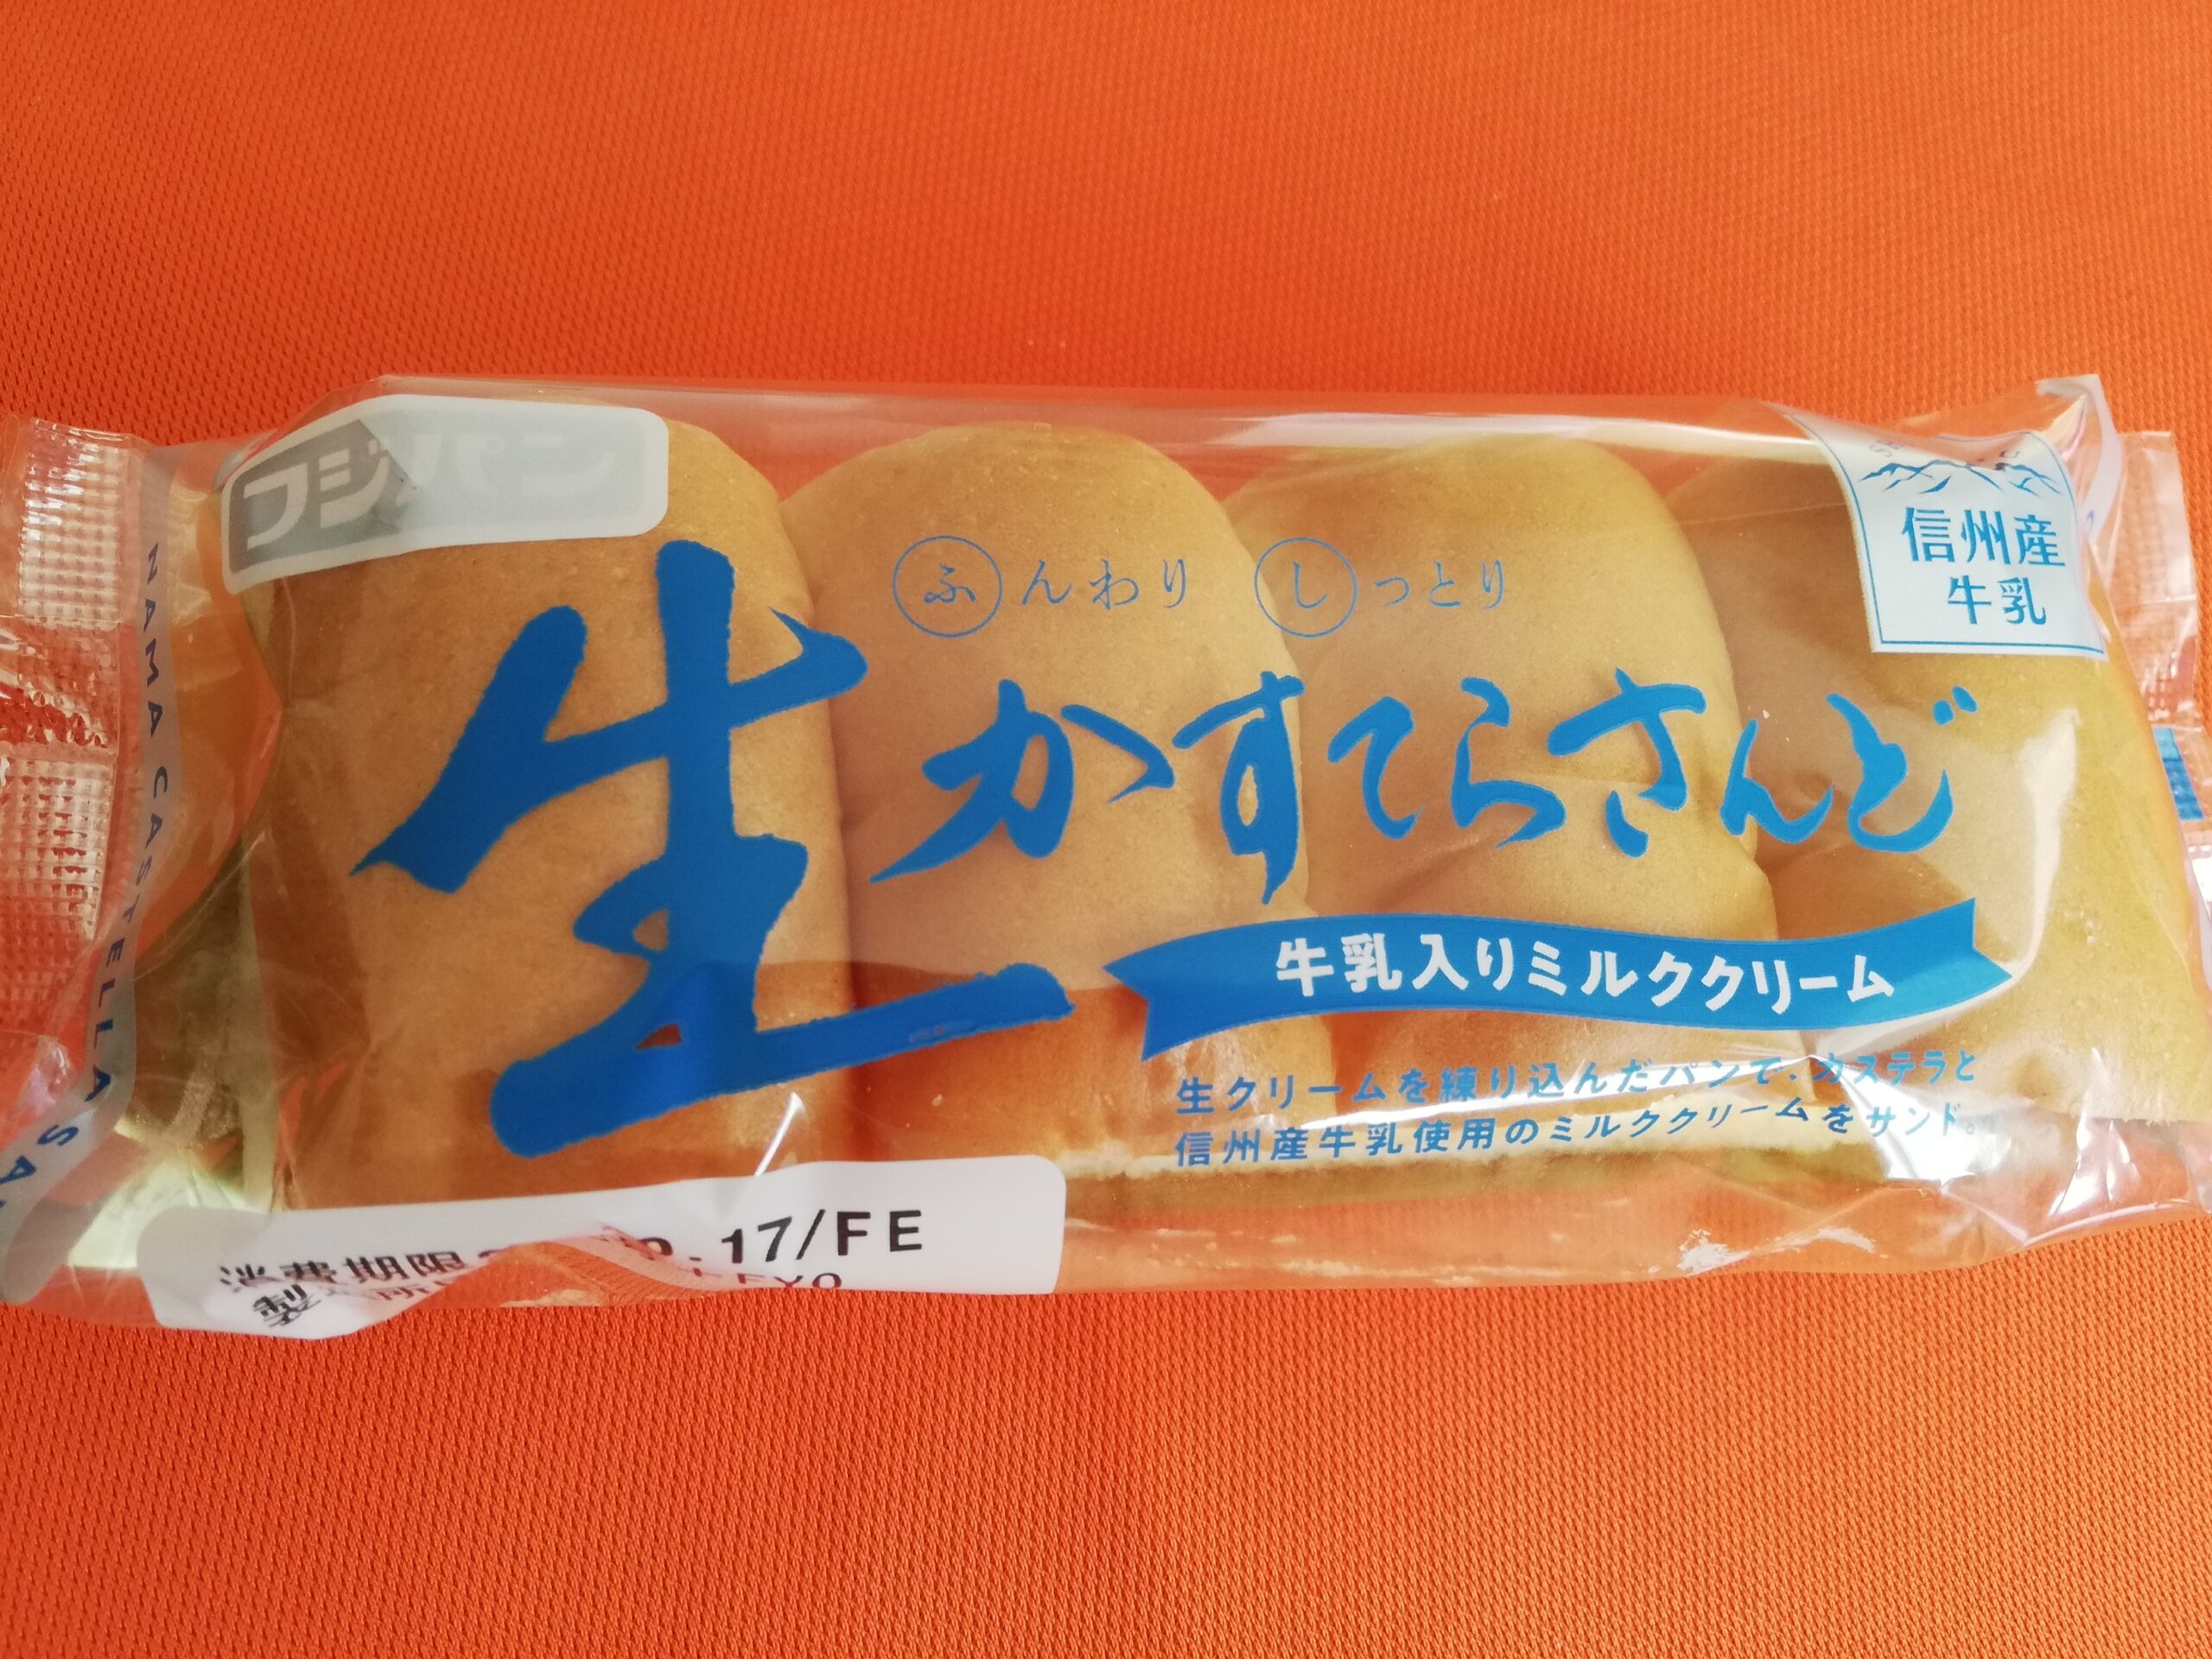 フジパン
ふんわり しっとり
生かすてらさんど
牛乳入りミルククリーム
生クリームを練り込んだパンで、カステラと
信州産牛乳使用のミルククリームをサンド。
信州産
牛乳
NAMA CASTELLA
消費期限
.17/FE